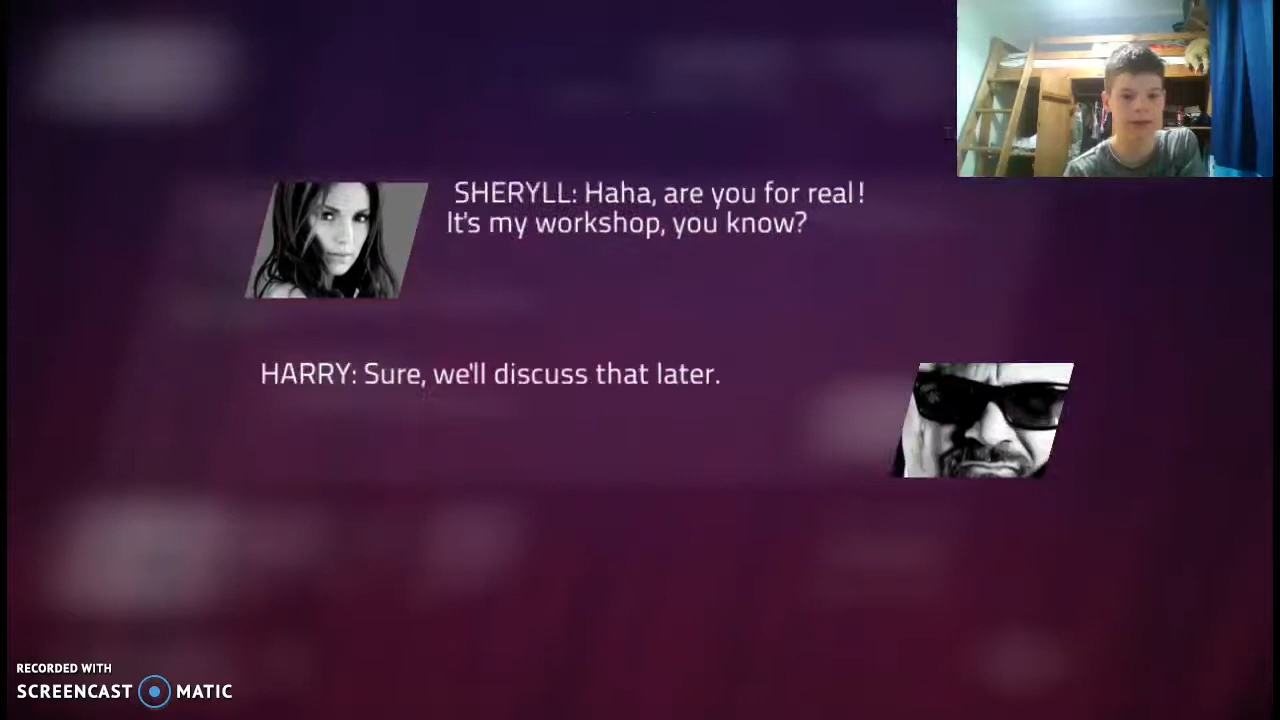 SHERYLL: Haha, are you for real!
It's my workshop, you know?
HARRY: Sure, we'll discuss that later.
RECORDED WITH
SCREENCAST MATIC